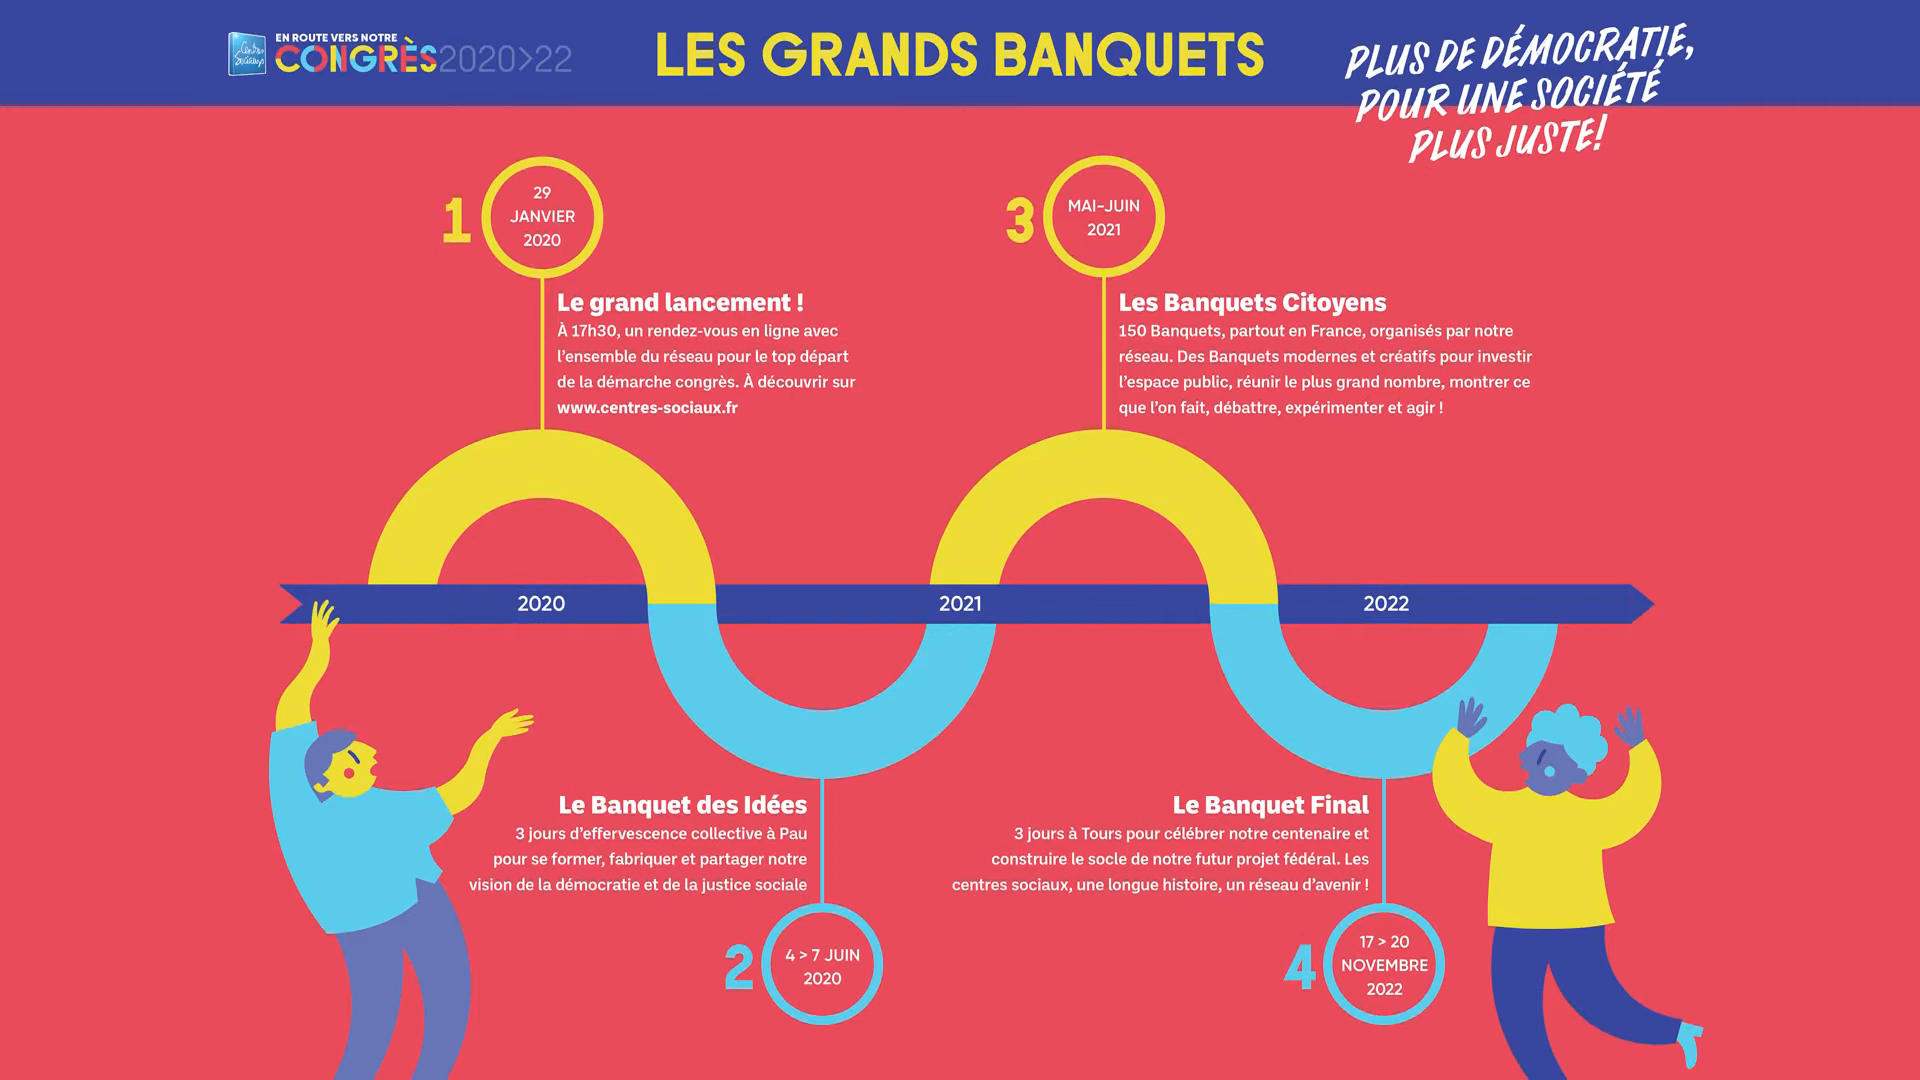 Centres Sociaux
EN ROUTE VERS NOTRE
CONGRÈS2020>22
LES GRANDS BANQUETS
PLUS DE DÉMOCRATIE,
POUR UNE SOCIÉTÉ
PLUS JUSTE!
1
29
JANVIER
2020
Le grand lancement !
À 17h30, un rendez-vous en ligne avec
l'ensemble du réseau pour le top départ
de la démarche congrès. À découvrir sur
www.centres-sociaux.fr
3
MAI-JUIN
2021
Les Banquets Citoyens
150 Banquets, partout en France, organisés par notre
réseau. Des Banquets modernes et créatifs pour investir
l'espace public, réunir le plus grand nombre, montrer ce
que l'on fait, débattre, expérimenter et agir !
2020
2021
2022
Le Banquet des Idées
3 jours d'effervescence collective à Pau
pour se former, fabriquer et partager notre
vision de la démocratie et de la justice sociale
2
4 > 7 JUIN
2020
Le Banquet Final
3 jours à Tours pour célébrer notre centenaire et
construire le socle de notre futur projet fédéral. Les
centres sociaux, une longue histoire, un réseau d'avenir !
4
17 > 20
NOVEMBRE
2022